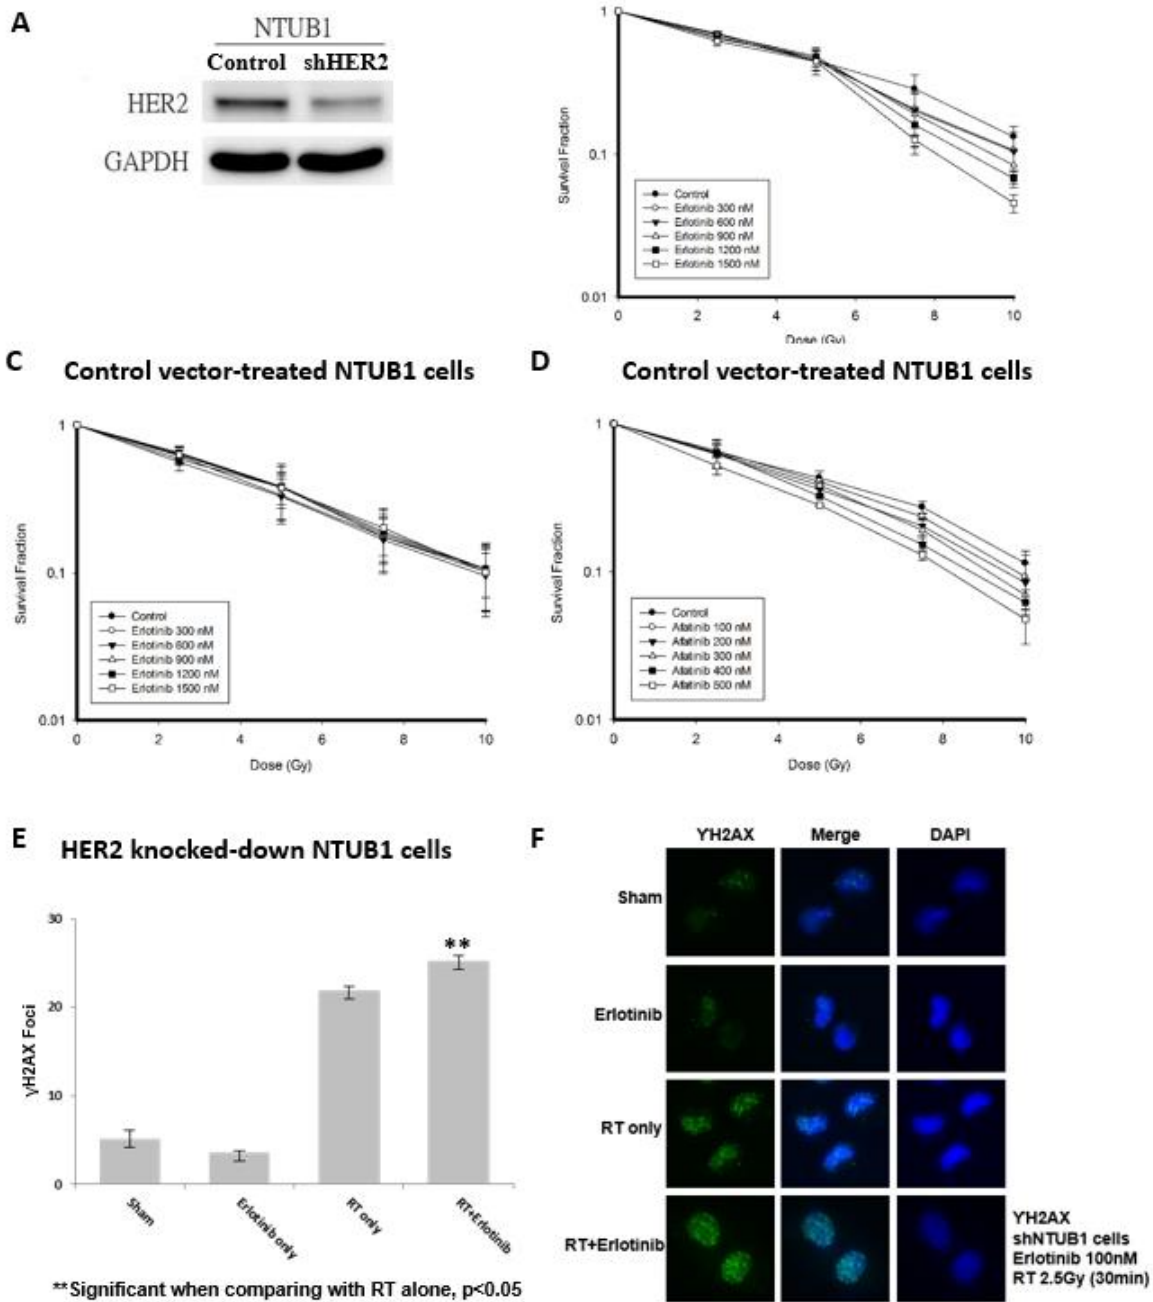 A
NTUB1
Control shHER2
HER2
GAPDH
1
0.1
0.01
Survival Fraction
Control
Erlotinib 300 nM
Erlotinib 600 nM
Erlotinib 900 nM
Erlotinib 1200 nM
Erlotinib 1500 nM
0 2 4 6 8 10
Dose (Gy)
C Control vector-treated NTUB1 cells
1
0.1
0.01
Survival Fraction
Control
Erlotinib 300 nM
Erlotinib 600 nM
Erlotinib 900 nM
Erlotinib 1200 nM
Erlotinib 1500 nM
0 2 4 6 8 10
Dose (Gy)
D Control vector-treated NTUB1 cells
1
0.1
0.01
Survival Fraction
Control
Afatinib 100 nM
Afatinib 200 nM
Afatinib 300 nM
Afatinib 400 nM
Afatinib 500 nM
0 2 4 6 8 10
Dose (Gy)
E HER2 knocked-down NTUB1 cells
30
20
10
0
γH2AX Foci
**
Sham
Erlotinib only
RT only
RT+Erlotinib
**Significant when comparing with RT alone, p<0.05
F
YH2AX Merge DAPI
Sham
Erlotinib
RT only
RT+Erlotinib
YH2AX
shNTUB1 cells
Erlotinib 100nM
RT 2.5Gy (30min)